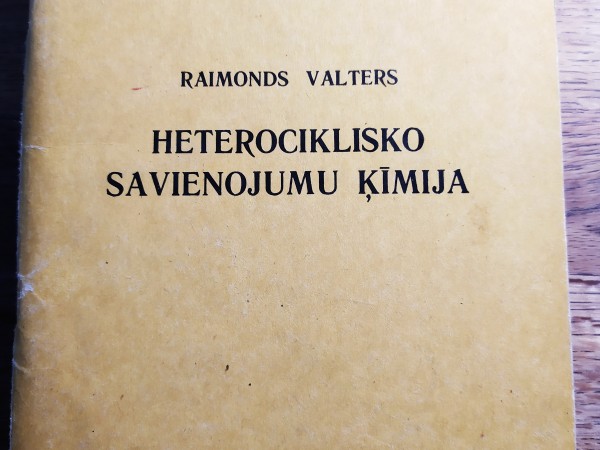 RAIMONDS VALTERS
HETEROCIKLISKO
SAVIENOJUMU ĶĪMIJA